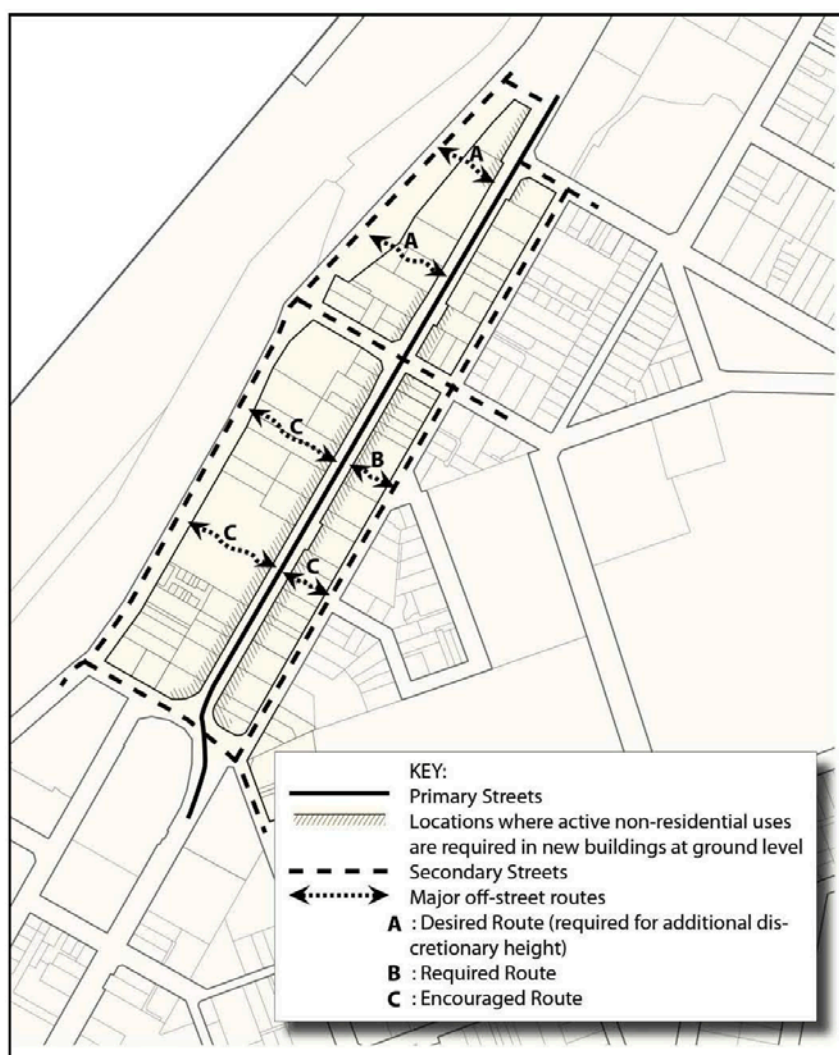 A
A
C
B
C
C
KEY:
Primary Streets
Locations where active non-residential uses
are required in new buildings at ground level
Secondary Streets
Major off-street routes
A : Desired Route (required for additional dis-
cretionary height)
B : Required Route
C : Encouraged Route